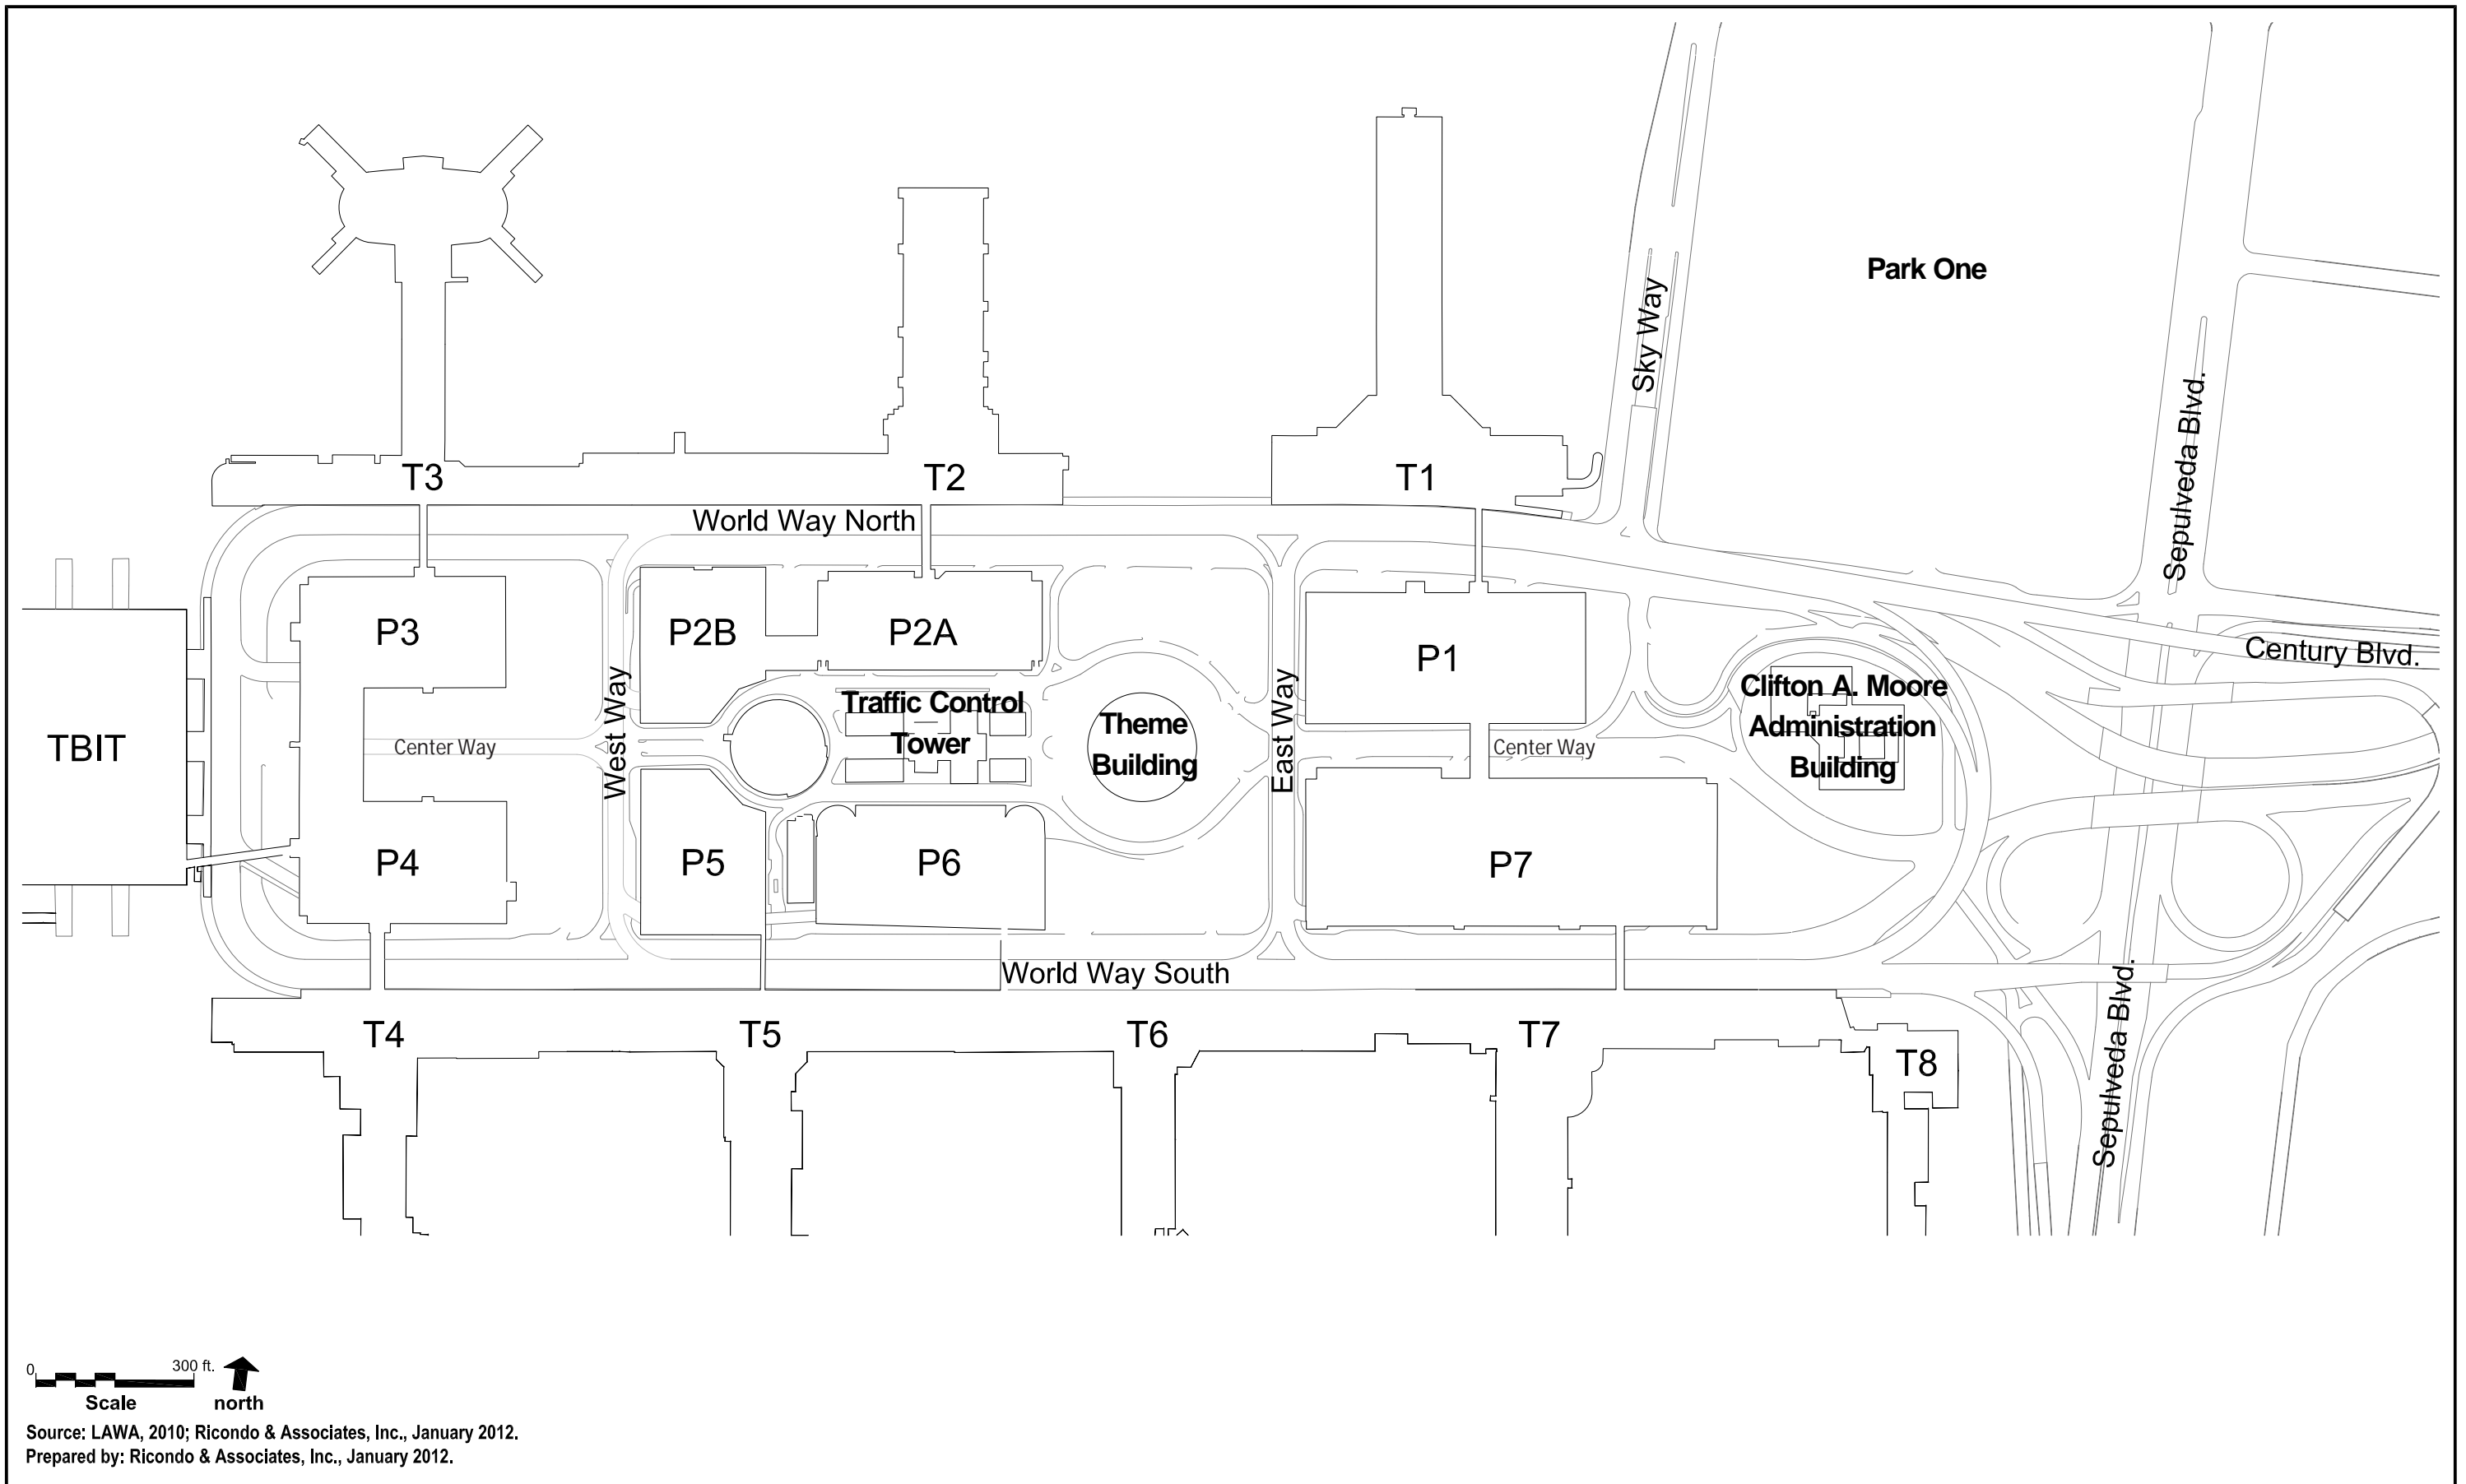 Park One
Sky Way
Sepulveda Blvd.
T3
T2
T1
World Way North
P3
P2B
P2A
P1
Century Blvd.
TBIT
Center Way
West Way
Traffic Control
Tower
Theme
Building
East Way
Center Way
Clifton A. Moore
Administration
Building
P4
P5
P6
P7
World Way South
Sepulveda Blvd.
T4
T5
T6
T7
T8
0
300 ft.
Scale
north
Source: LAWA, 2010; Ricondo & Associates, Inc., January 2012.
Prepared by: Ricondo & Associates, Inc., January 2012.